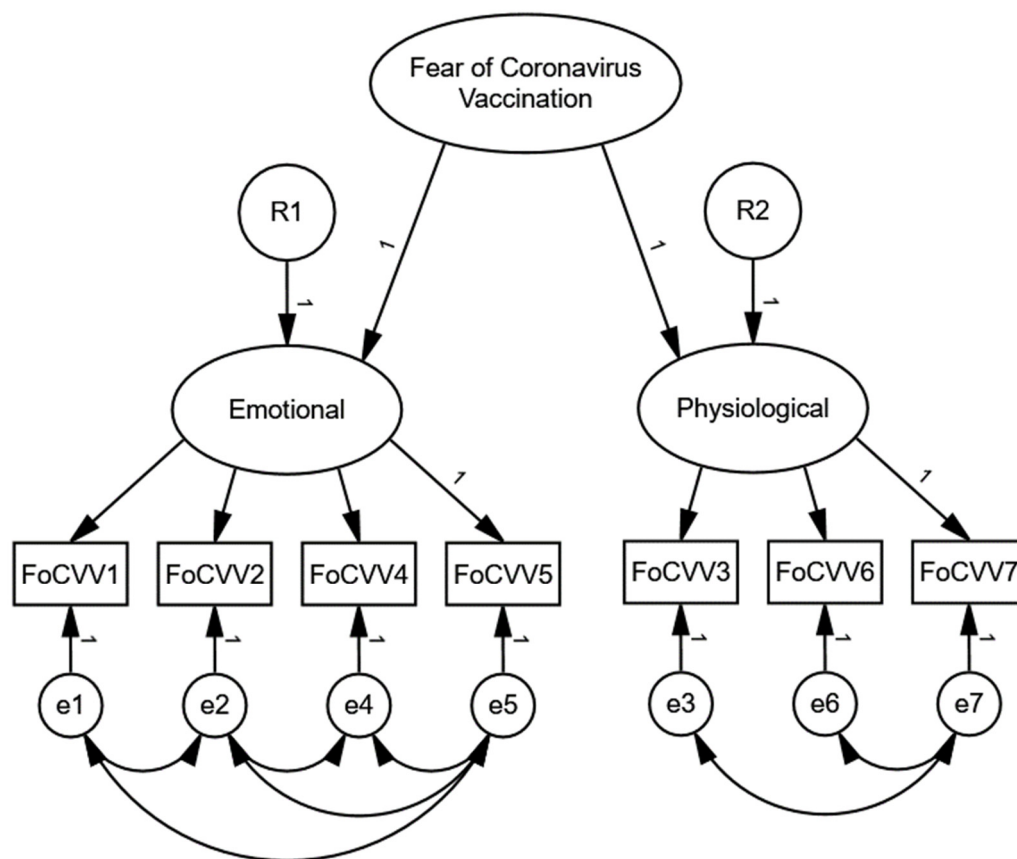 Fear of Coronavirus
Vaccination
R1
R2
1
1
1
1
Emotional
Physiological
1
1
FoCVV1
FoCVV2
FoCVV4
FoCVV5
FoCVV3
FoCVV6
FoCVV7
1
1
1
1
1
1
1
e1
e2
e4
e5
e3
e6
e7